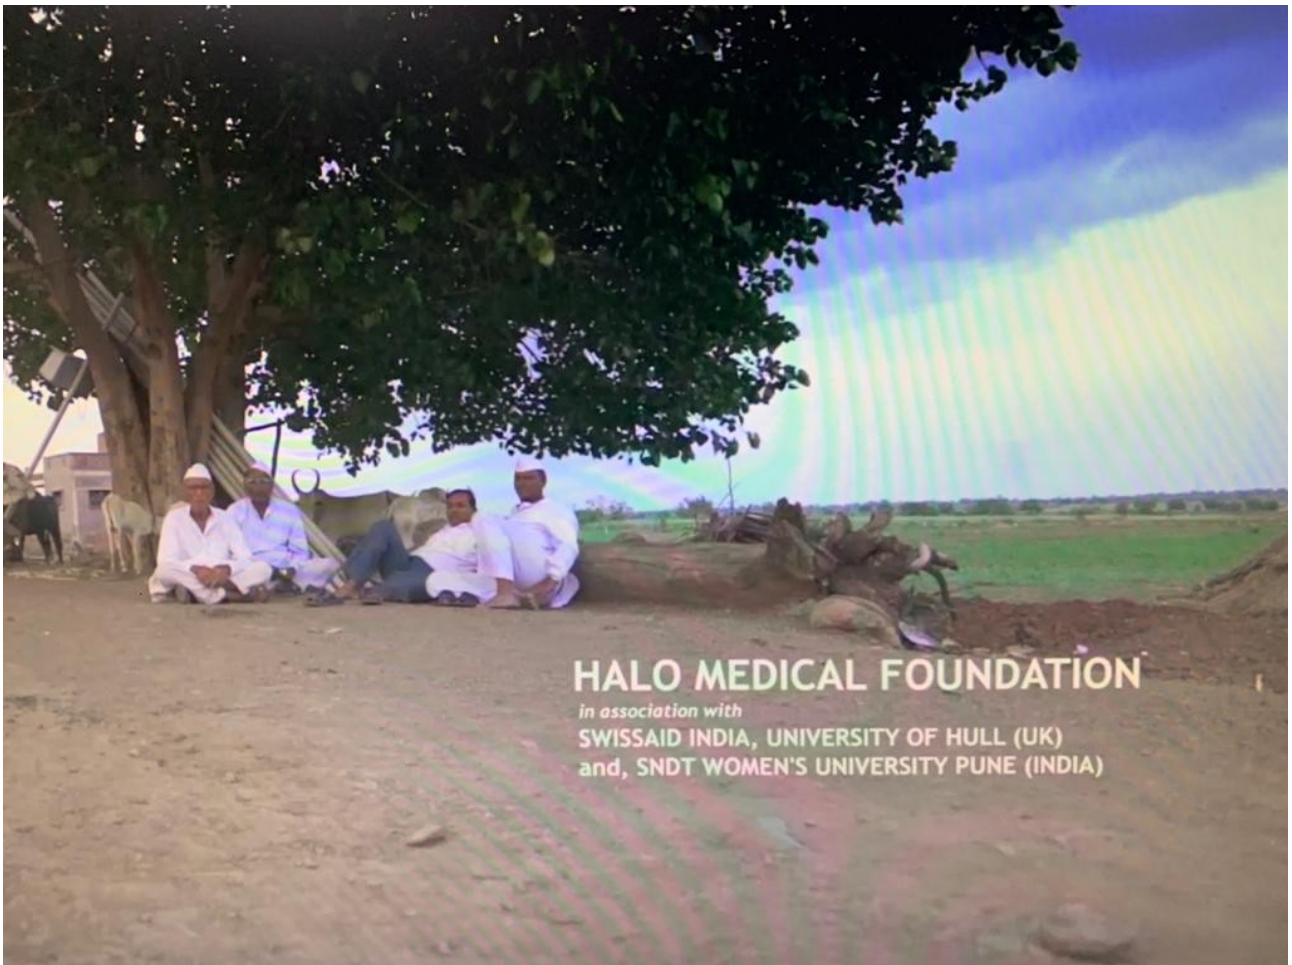 HALO MEDICAL FOUNDATION
in association with
SWISSAID INDIA, UNIVERSITY OF HULL (UK)
and, SNDT WOMEN'S UNIVERSITY PUNE (INDIA)